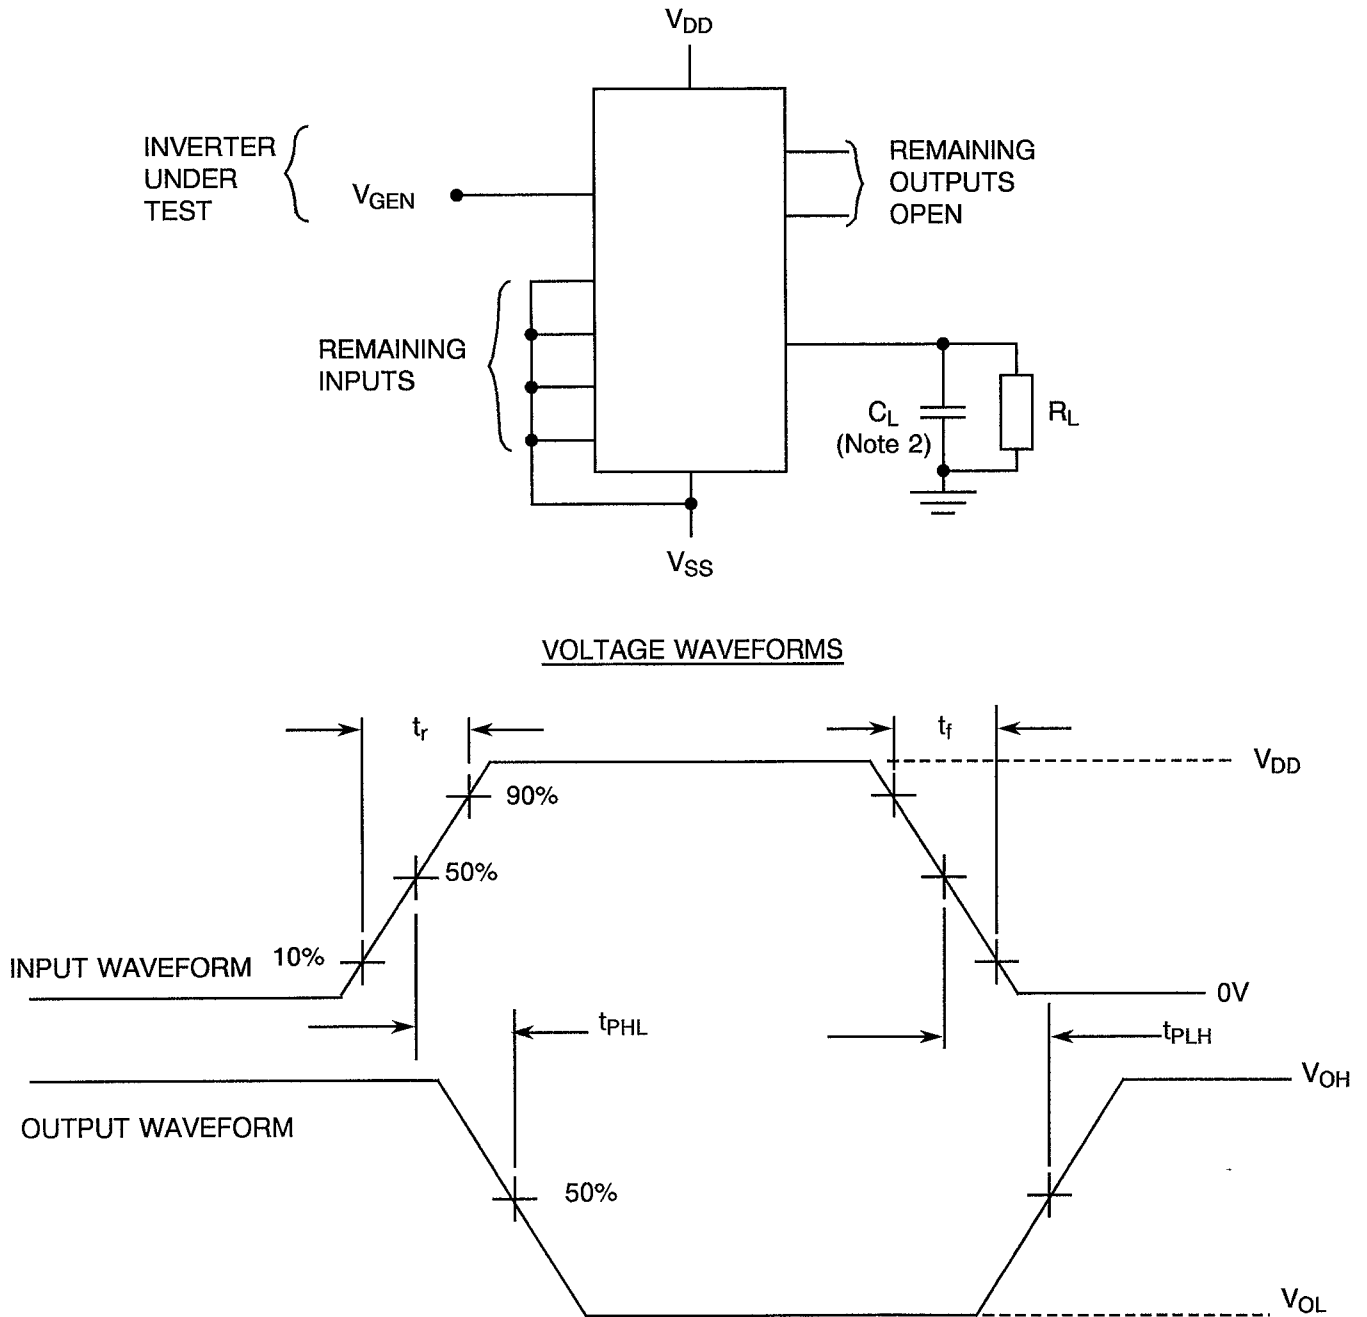 VDD
INVERTER
UNDER
TEST
VGEN
REMAINING
OUTPUTS
OPEN
REMAINING
INPUTS
CL
(Note 2)
RL
VSS
VOLTAGE WAVEFORMS
tr
tf
VDD
90%
50%
INPUT WAVEFORM 10%
0V
tPHL
tPLH
VOH
OUTPUT WAVEFORM
50%
VOL